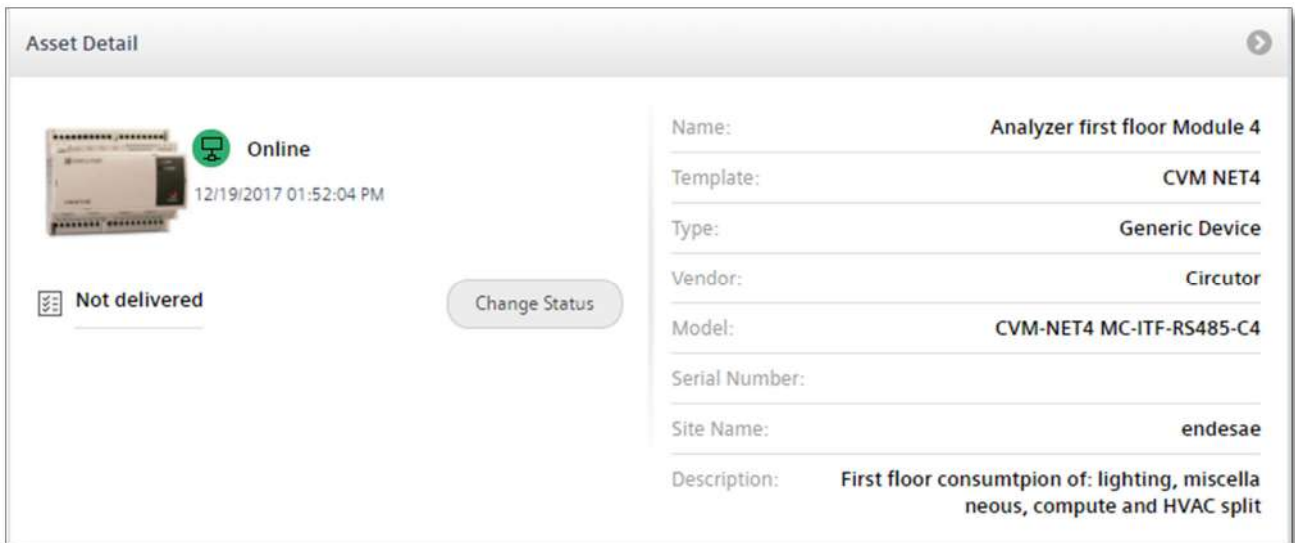 Asset Detail
Online
12/19/2017 01:52:04 PM
Not delivered
Change Status
Name: Analyzer first floor Module 4
Template: CVM NET4
Type: Generic Device
Vendor: Circutor
Model: CVM-NET4 MC-ITF-RS485-C4
Serial Number:
Site Name: endesae
Description: First floor consumtpion of: lighting, miscella
neous, compute and HVAC split